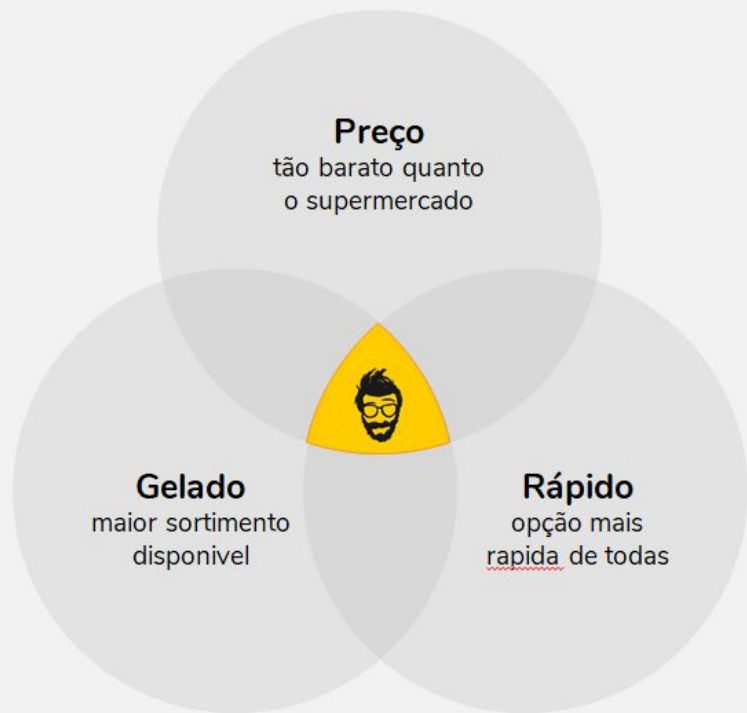 Preço
tão barato quanto
o supermercado
Gelado
maior sortimento
disponivel
Rápido
opção mais
rapida de todas